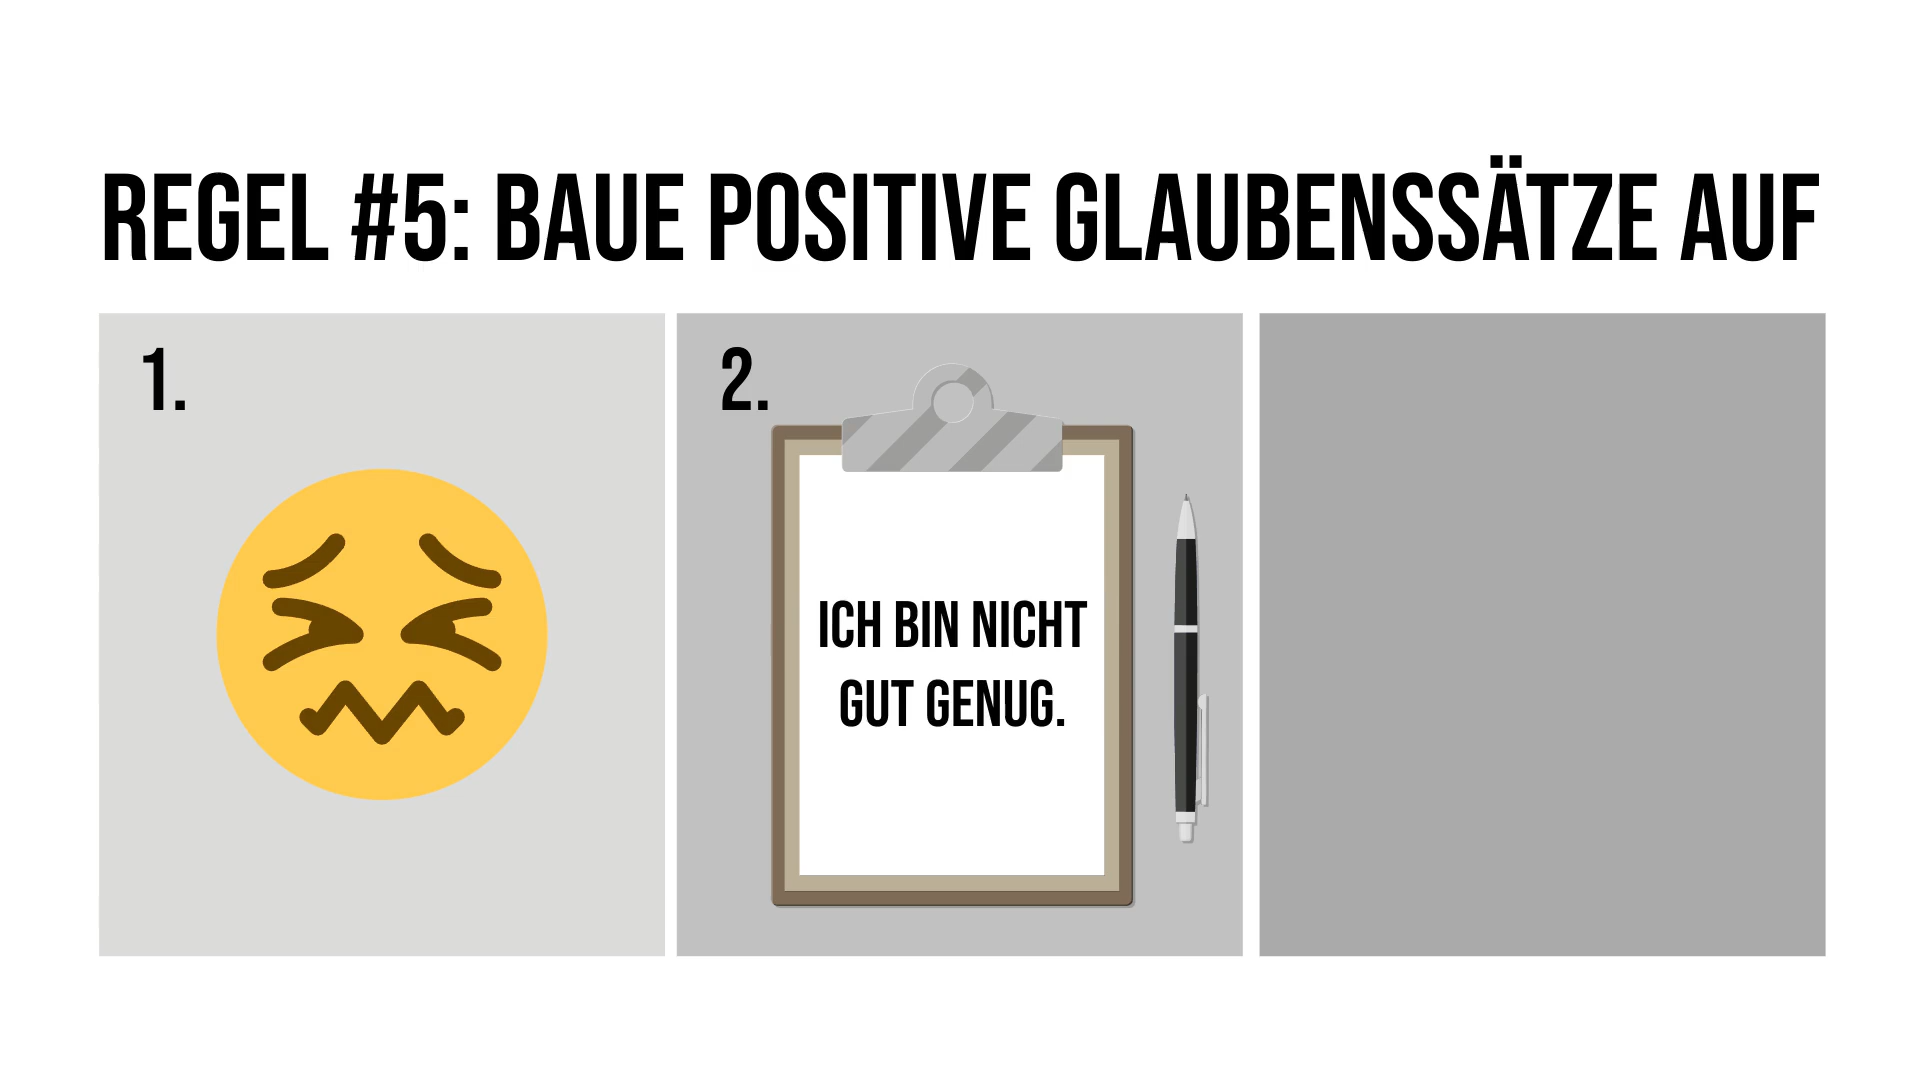 REGEL #5: BAUE POSITIVE GLAUBENSSÄTZE AUF
1.
2.
ICH BIN NICHT
GUT GENUG.